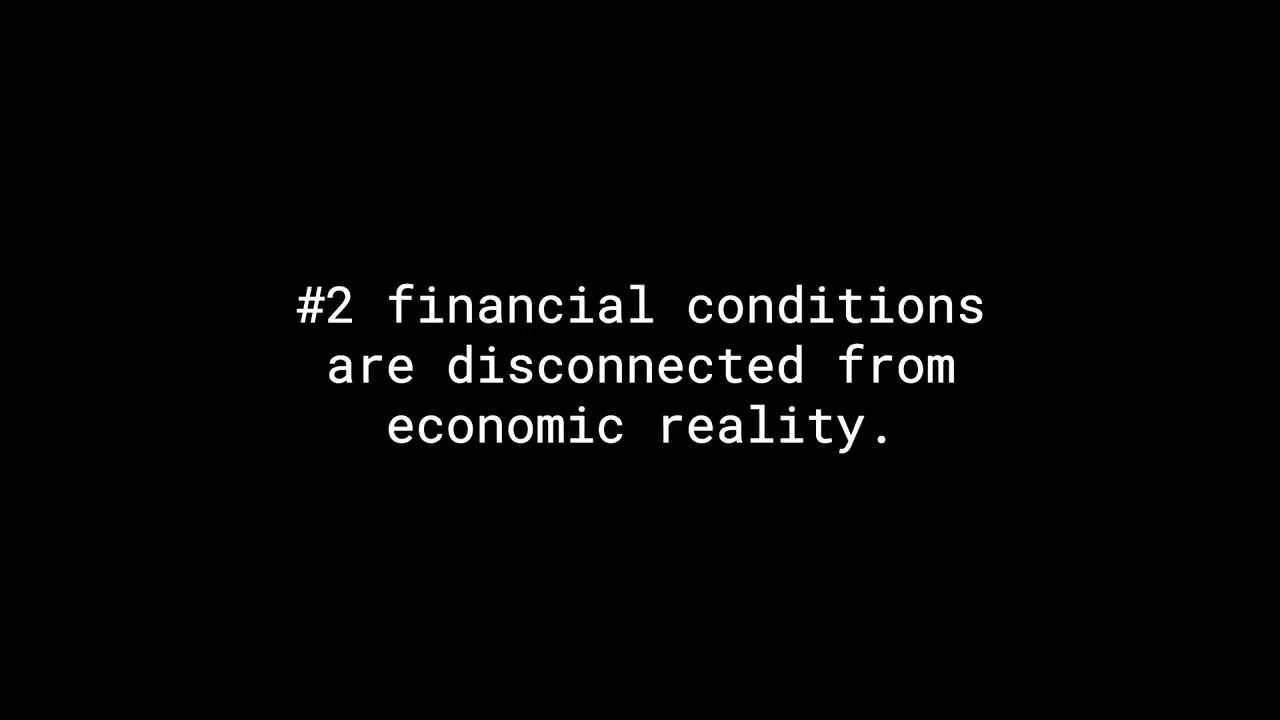 #2 financial conditions
are disconnected from
economic reality.